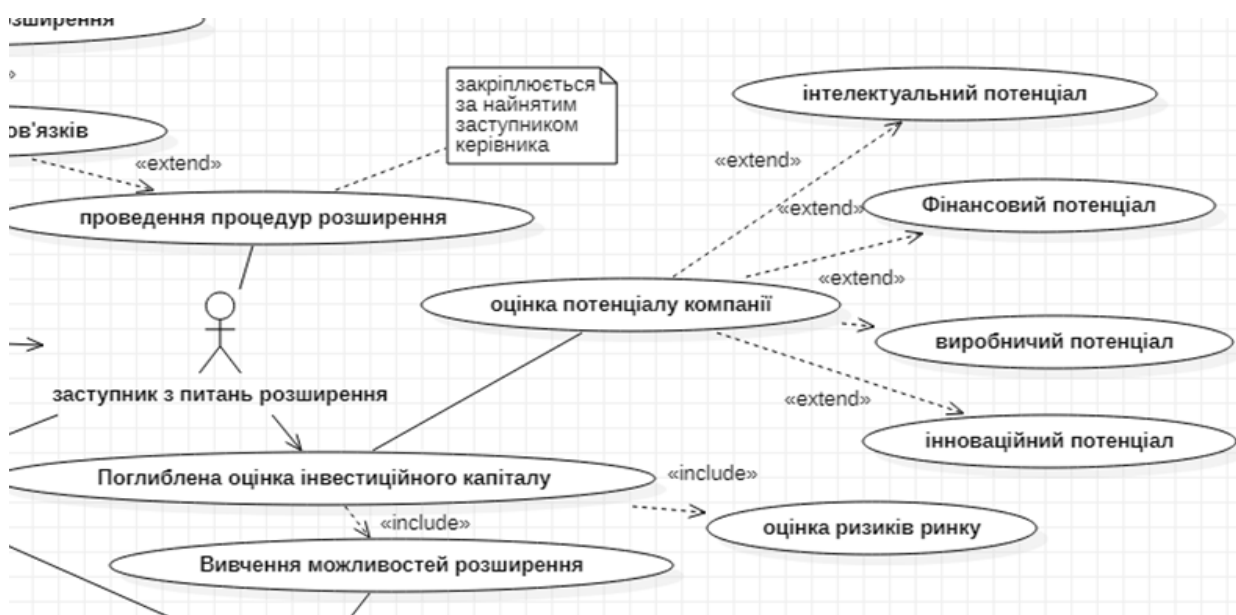 зширення
»
ов'язків
«extend»
закріплюється
за найнятим
заступником
керівника
інтелектуальний потенціал
«extend»
проведення процедур розширення
«extend»
Фінансовий потенціал
«extend»
оцінка потенціалу компанії
виробничий потенціал
заступник з питань розширення
«extend»
інноваційний потенціал
Поглиблена оцінка інвестиційного капіталу
«include»
«include»
оцінка ризиків ринку
Вивчення можливостей розширення